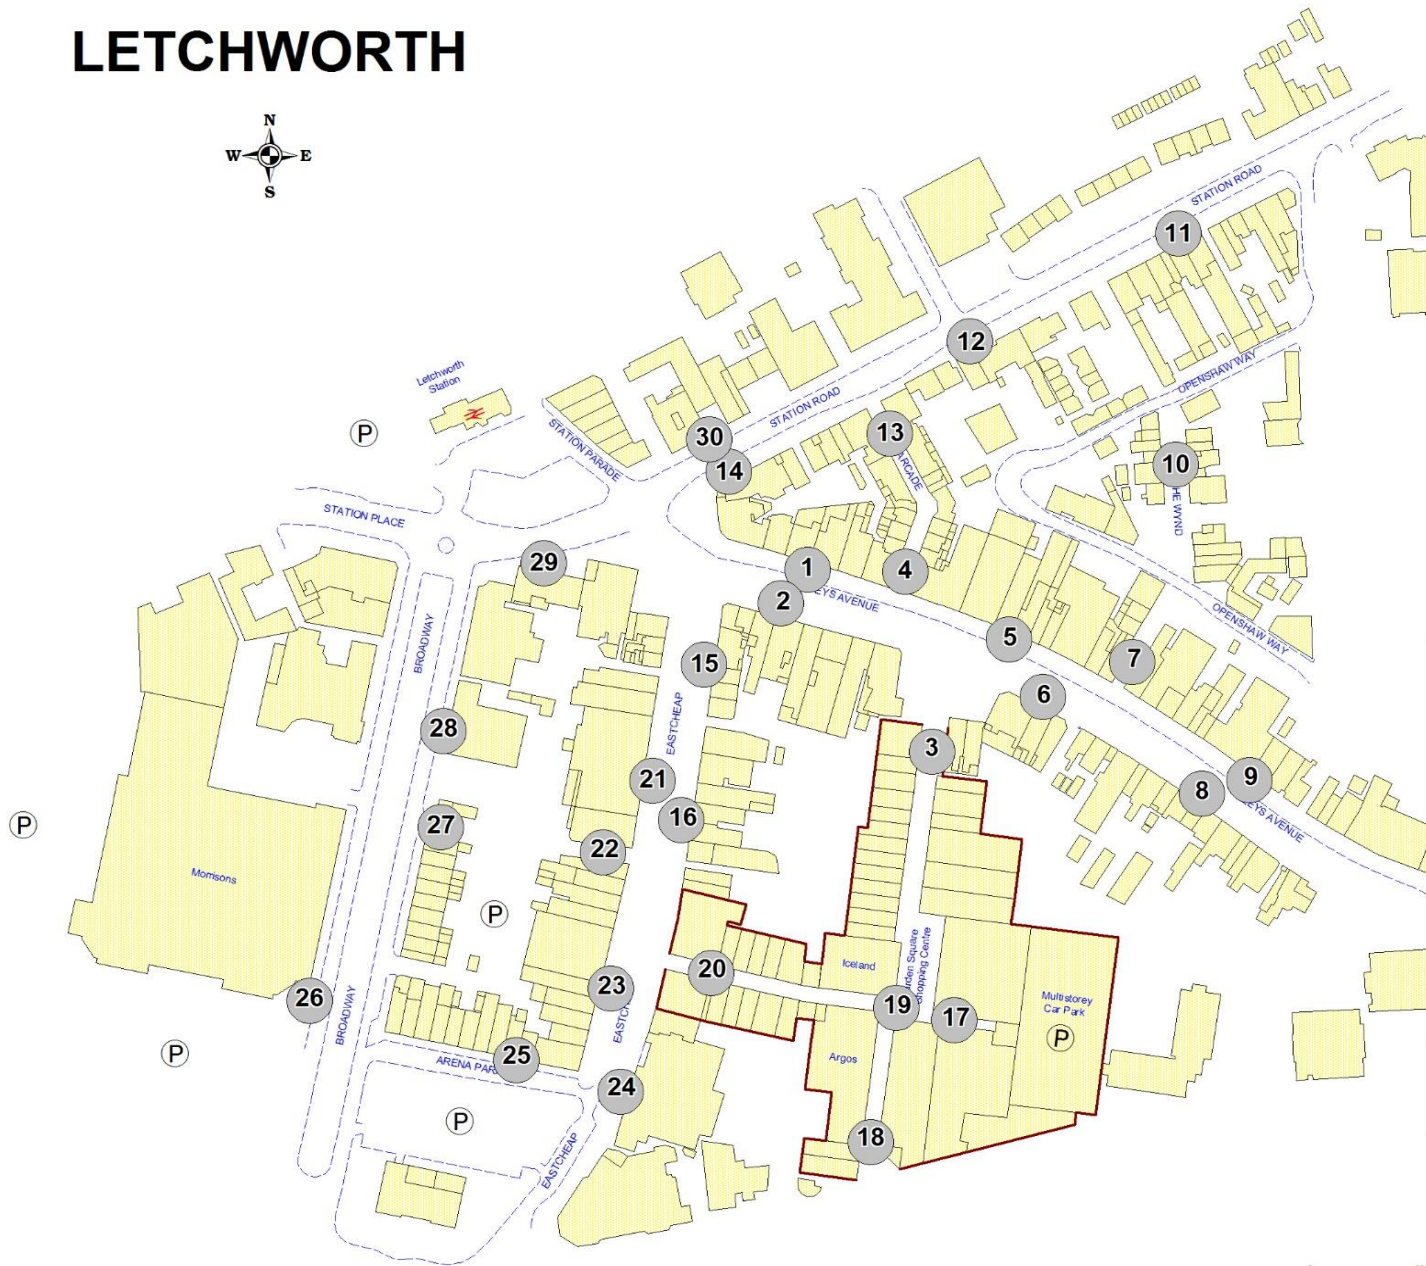 LETCHWORTH
N
W E
S
STATION ROAD
11
12
OPENSHAW WAY
Letchworth
Station
STATION ROAD
P
30
13
14
ARCADE
STATION PARADE
10
HE WYND
STATION PLACE
29
1
4
2
EYS AVENUE
OPENSHAW WAY
BROADWAY
5
7
15
6
EASTCHEAP
28
3
21
9
8
16
EYS AVENUE
P
27
22
Morrisons
P
20
Iceland
rden Square
Shopping Centre
23
26
19
17
Multistorey
Car Park
P
BROADWAY
EASTCH
P
25
ARENA PAR
Argos
24
P
18
EASTCHEAP